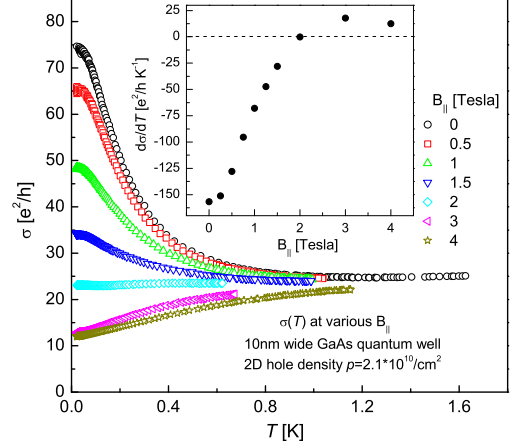 80
70
60
50
40
30
20
10
0
σ [e²/h]
0.0 0.4 0.8 1.2 1.6
T [K]
25
0
-25
-50
-75
-100
-125
-150
dσ/dT [e²/h K⁻¹]
0 1 2 3 4
B|| [Tesla]
B|| [Tesla]
0
0.5
1
1.5
2
3
4
σ(T) at various B||
10nm wide GaAs quantum well
2D hole density p=2.1*10¹⁰/cm²